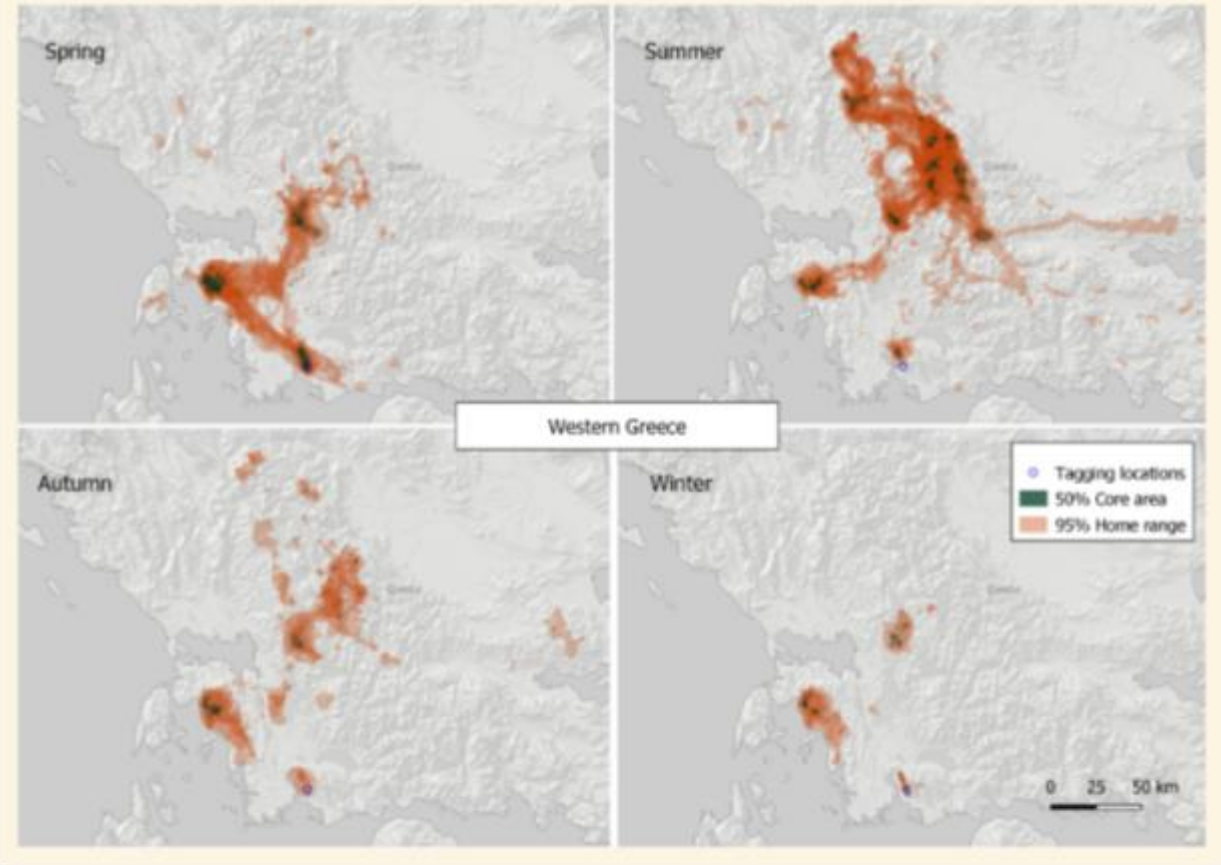 Spring
Summer
Western Greece
Autumn
Winter
Tagging locations
50% Core area
95% Home range
0 25 50 km